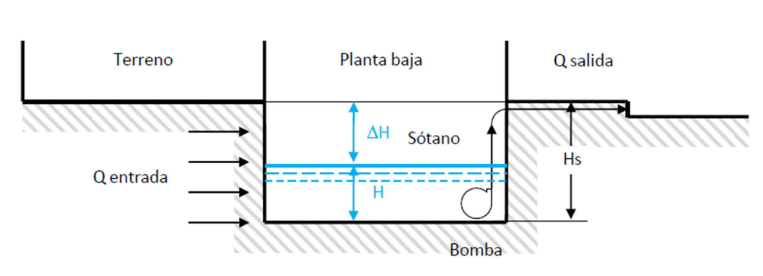 Terreno
Planta baja
Q salida
ΔH
Sótano
Hs
Q entrada
H
Bomba